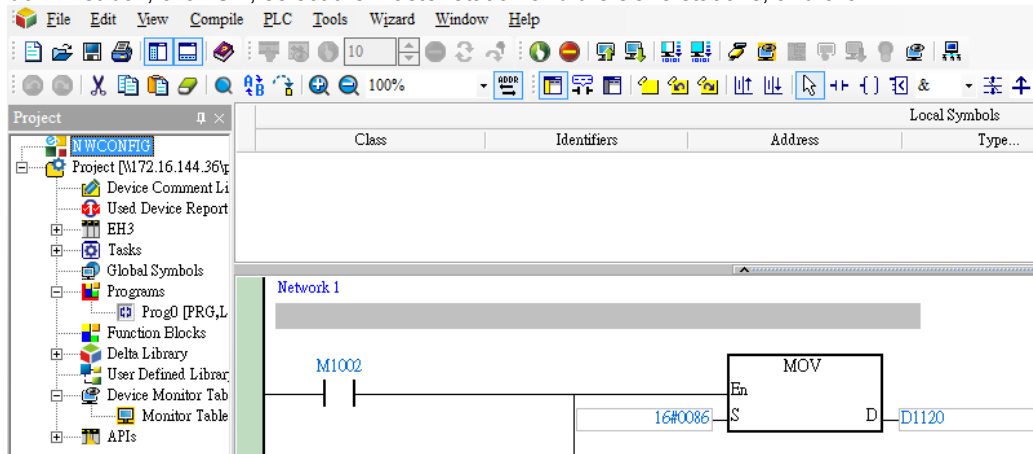 File Edit View Compile PLC Tools Wizard Window Help
10
100% ADDR &
Project
Local Symbols
Class Identifiers Address Type...
NWCONFIG
Project [\\172.16.144.36\p
Device Comment Li
Used Device Report
EH3
Tasks
Global Symbols
Programs
Prog0 [PRG,L
Function Blocks
Delta Library
User Defined Librar
Device Monitor Tab
Monitor Table
APIs
Network 1
M1002
MOV
En
16#0086 S D D1120